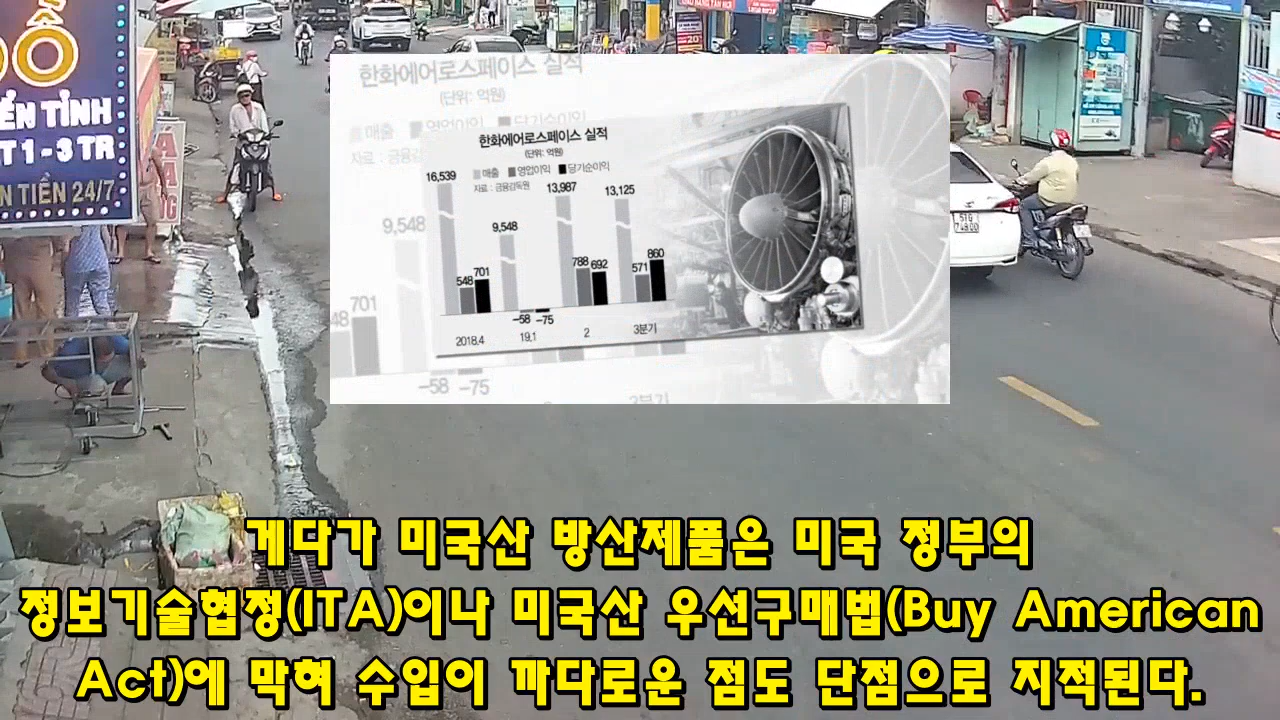 Ỗ
ỂN TỈNH
T 1 - 3 TR
N TIỀN 24/7
한화에어로스페이스 실적
(단위: 억원)
매출 영업이익 당기순이익
자료 : 금융감독원
9,548
701
-58 -75
3분기
한화에어로스페이스 실적
(단위: 억원)
매출 영업이익 당기순이익
자료 : 금융감독원
16,539 548 701
9,548 -58 -75
13,987 788 692
13,125 571 860
2018.4 19.1 2 3분기
게다가 미국산 방산제품은 미국 정부의
정보기술협정(ITA)이나 미국산 우선구매법(Buy American
Act)에 막혀 수입이 까다로운 점도 단점으로 지적된다.